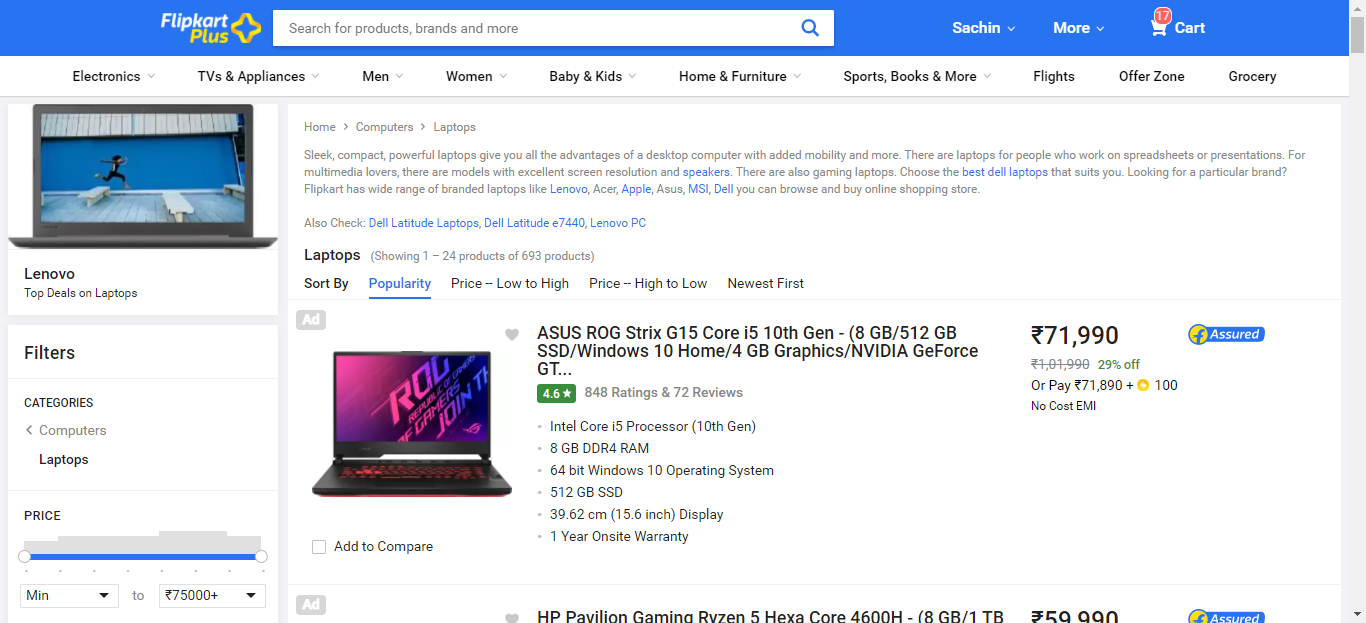 Flipkart
Plus
Search for products, brands and more
Sachin
More
17
Cart
Electronics
TVs & Appliances
Men
Women
Baby & Kids
Home & Furniture
Sports, Books & More
Flights
Offer Zone
Grocery
Lenovo
Top Deals on Laptops
Filters
CATEGORIES
Computers
Laptops
PRICE
Min
to
₹75000+
Home > Computers > Laptops
Sleek, compact, powerful laptops give you all the advantages of a desktop computer with added mobility and more. There are laptops for people who work on spreadsheets or presentations. For
multimedia lovers, there are models with excellent screen resolution and speakers. There are also gaming laptops. Choose the best dell laptops that suits you. Looking for a particular brand?
Flipkart has wide range of branded laptops like Lenovo, Acer, Apple, Asus, MSI, Dell you can browse and buy online shopping store.
Also Check: Dell Latitude Laptops, Dell Latitude e7440, Lenovo PC
Laptops (Showing 1 – 24 products of 693 products)
Sort By
Popularity
Price -- Low to High
Price -- High to Low
Newest First
Ad
ROG
REPUBLIC OF GAMERS
JOIN TH
OF GAMERS
ROG
Add to Compare
ASUS ROG Strix G15 Core i5 10th Gen - (8 GB/512 GB
SSD/Windows 10 Home/4 GB Graphics/NVIDIA GeForce
GT...
4.6 ★ 848 Ratings & 72 Reviews
Intel Core i5 Processor (10th Gen)
8 GB DDR4 RAM
64 bit Windows 10 Operating System
512 GB SSD
39.62 cm (15.6 inch) Display
1 Year Onsite Warranty
₹71,990
₹1,01,990 29% off
Or Pay ₹71,890 + 100
No Cost EMI
f Assured
Ad
HP Pavilion Gaming Ryzen 5 Hexa Core 4600H - (8 GB/1 TB
₹59,990
f Assured